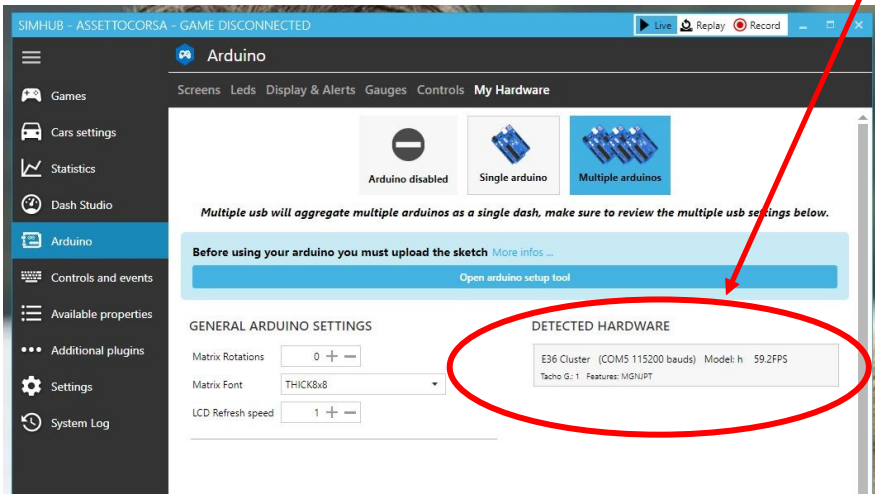 SIMHUB - ASSETTOCORSA - GAME DISCONNECTED
Live Replay Record
Arduino
Screens Leds Display & Alerts Gauges Controls My Hardware
Games
Cars settings
Statistics
Dash Studio
Arduino
Controls and events
Available properties
Additional plugins
Settings
System Log
Arduino disabled
Single arduino
Multiple arduinos
Multiple usb will aggregate multiple arduinos as a single dash, make sure to review the multiple usb settings below.
Before using your arduino you must upload the sketch More infos ...
Open arduino setup tool
GENERAL ARDUINO SETTINGS
Matrix Rotations 0
Matrix Font THICK8x8
LCD Refresh speed 1
DETECTED HARDWARE
E36 Cluster (COM5 115200 bauds) Model: h 59.2FPS
Tacho G.: 1 Features: MGNJPT